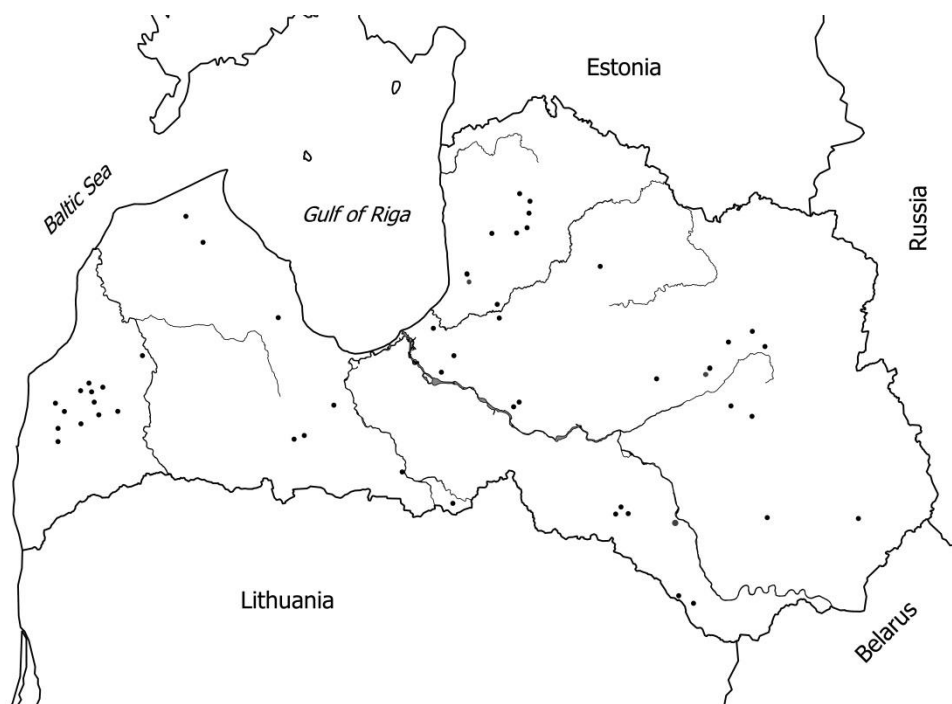 Estonia
Baltic Sea
Gulf of Riga
Russia
Lithuania
Belarus